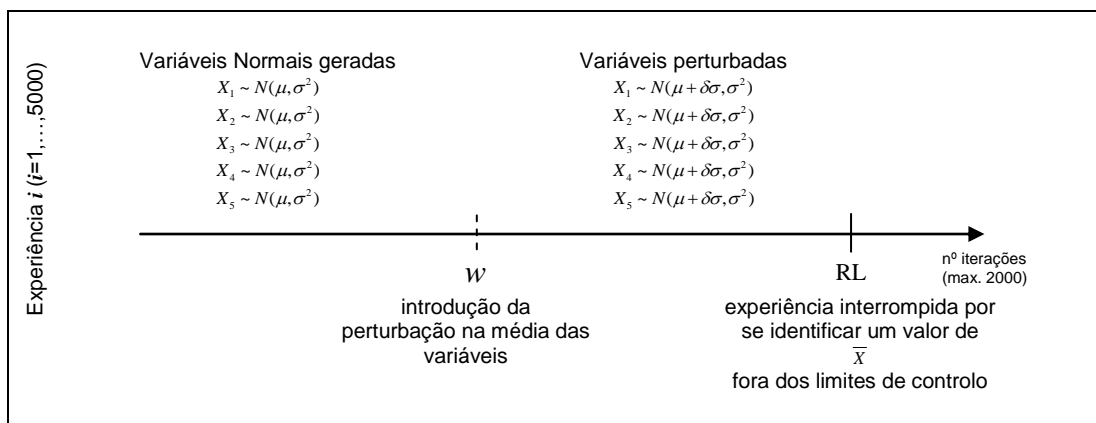 Experiência i (i=1,…,5000)
Variáveis Normais geradas
X₁ ~ N(μ,σ²)
X₂ ~ N(μ,σ²)
X₃ ~ N(μ,σ²)
X₄ ~ N(μ,σ²)
X₅ ~ N(μ,σ²)
Variáveis perturbadas
X₁ ~ N(μ + δσ,σ²)
X₂ ~ N(μ + δσ,σ²)
X₃ ~ N(μ + δσ,σ²)
X₄ ~ N(μ + δσ,σ²)
X₅ ~ N(μ + δσ,σ²)
w
introdução da
perturbação na média das
variáveis
RL
experiência interrompida por
se identificar um valor de
X̅
fora dos limites de controlo
nº iterações
(max. 2000)